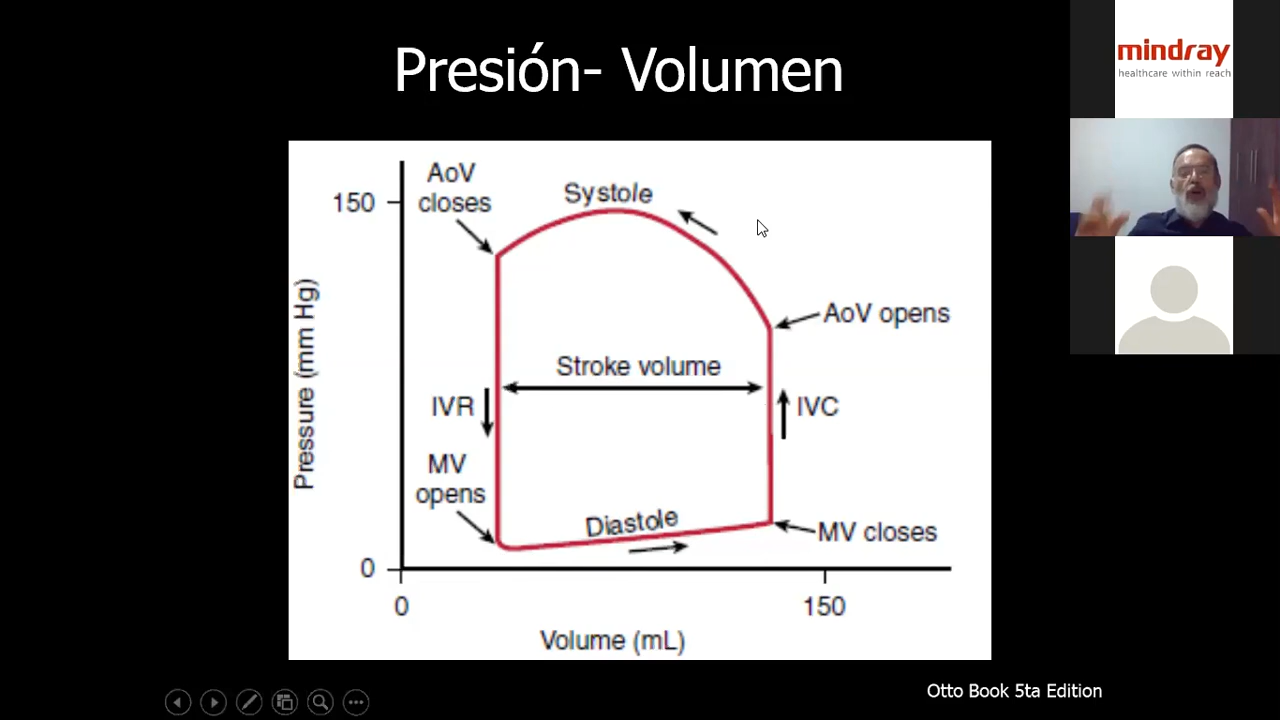 Presión- Volumen
mindray
healthcare within reach
AoV
closes
150
Systole
AoV opens
Stroke volume
IVR
IVC
Pressure (mm Hg)
MV
opens
Diastole
MV closes
0
0
150
Volume (mL)
Otto Book 5ta Edition